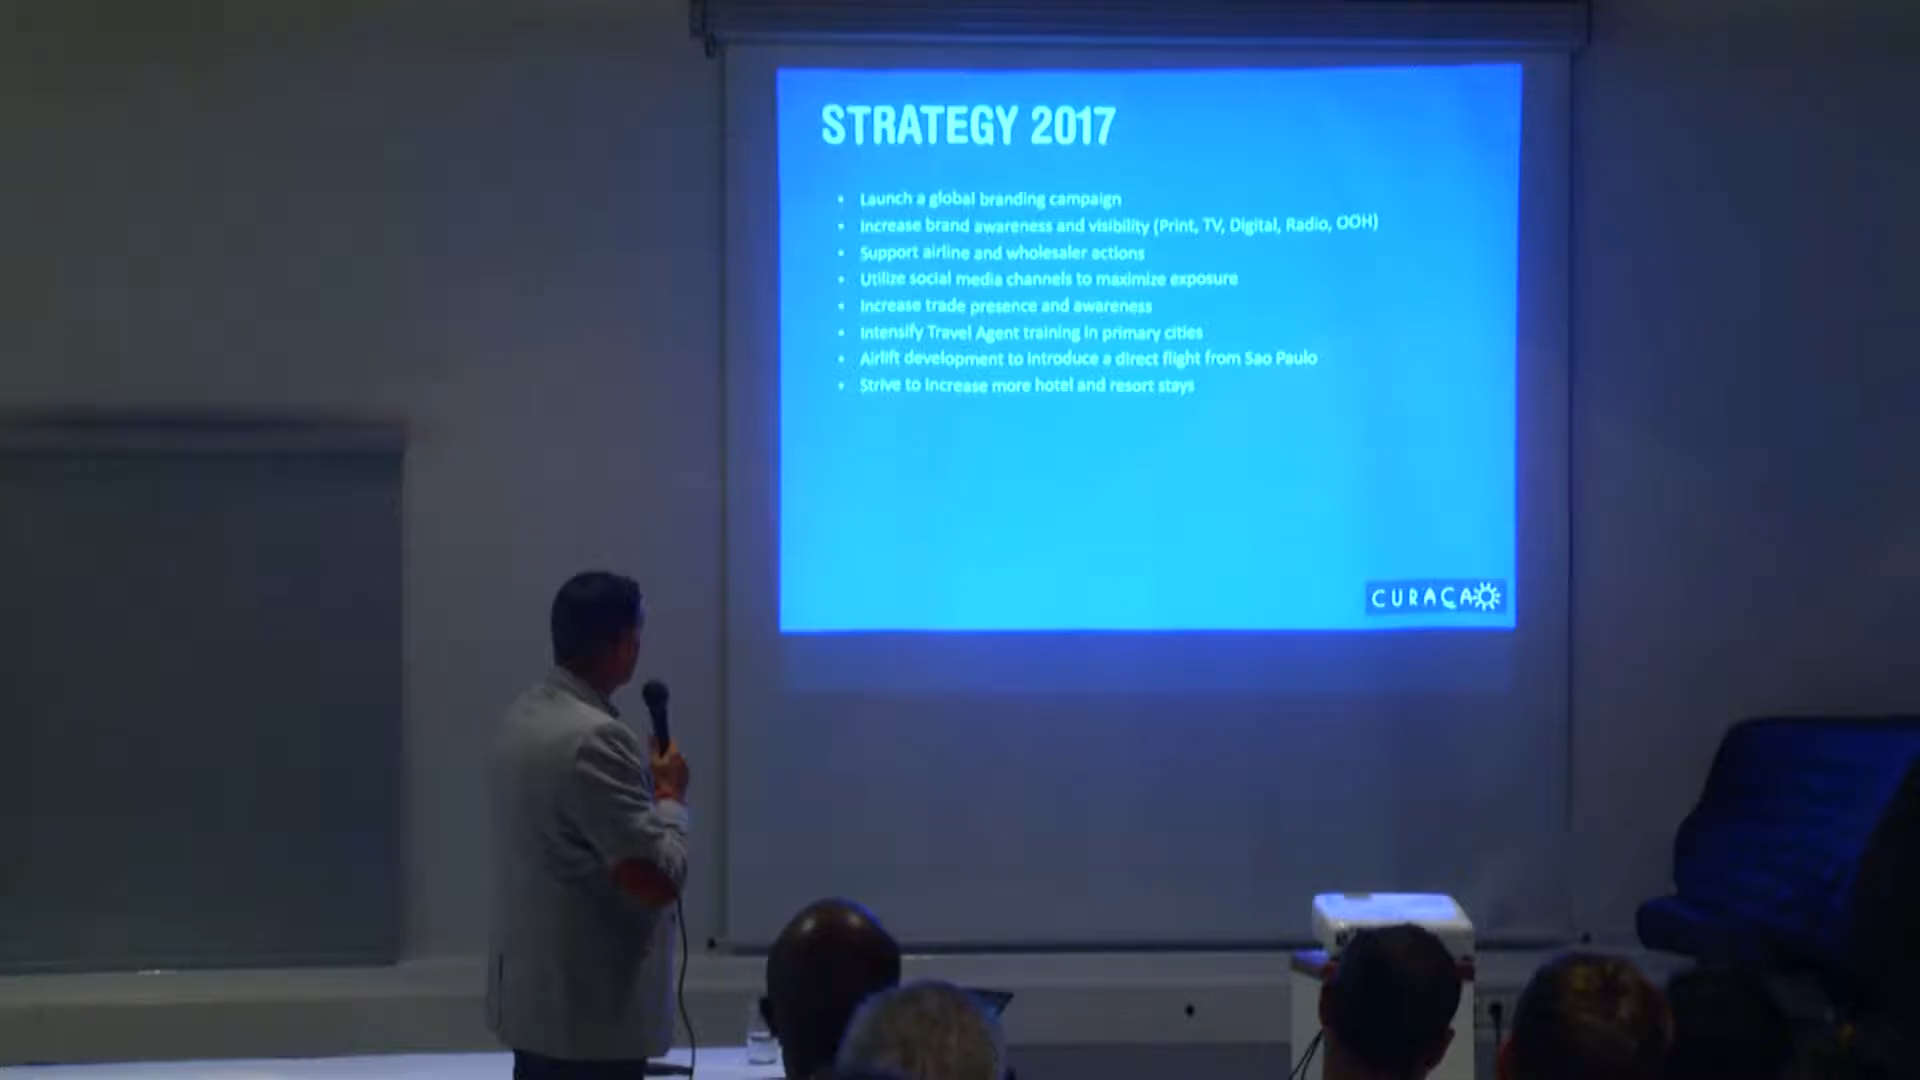 STRATEGY 2017
• Launch a global branding campaign
• Increase brand awareness and visibility (Print, TV, Digital, Radio, OOH)
• Support airline and wholesaler actions
• Utilize social media channels to maximize exposure
• Increase trade presence and awareness
• Intensify Travel Agent training in primary cities
• Airlift development to introduce a direct flight from Sao Paulo
• Strive to increase more hotel and resort stays
CURAÇAO